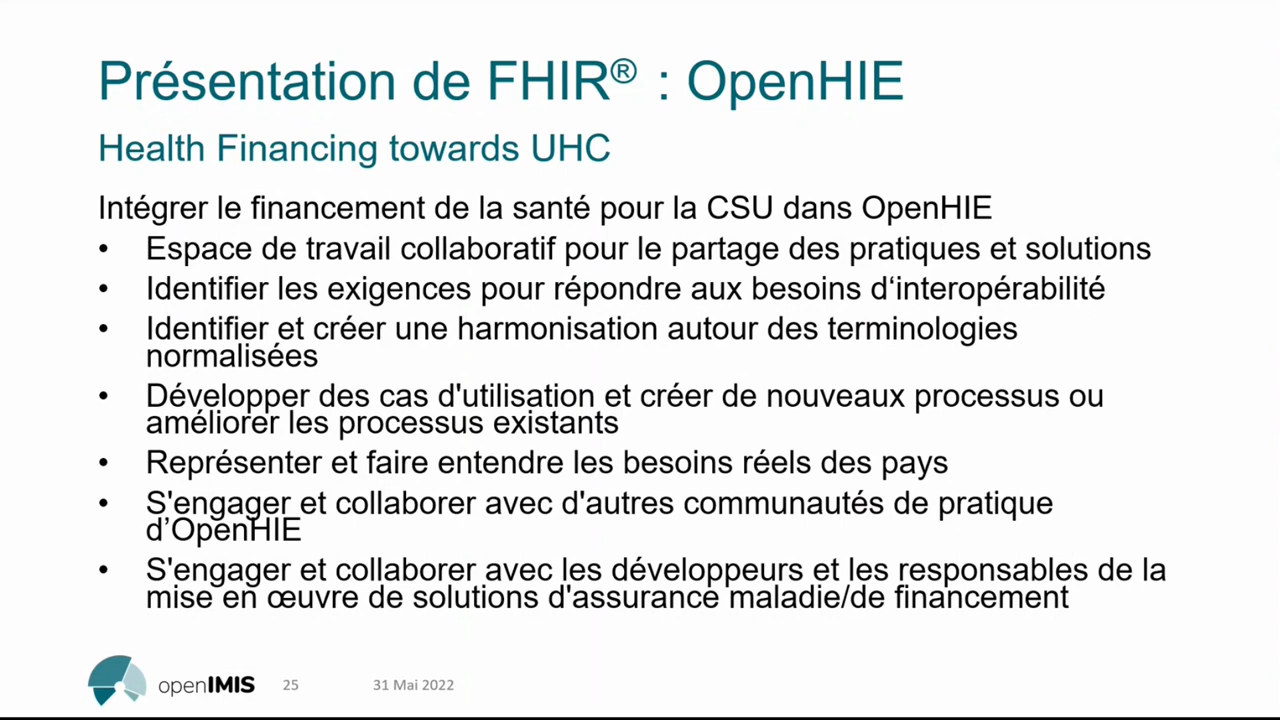 Présentation de FHIR® : OpenHIE
Health Financing towards UHC
Intégrer le financement de la santé pour la CSU dans OpenHIE
• Espace de travail collaboratif pour le partage des pratiques et solutions
• Identifier les exigences pour répondre aux besoins d‘interopérabilité
• Identifier et créer une harmonisation autour des terminologies
normalisées
• Développer des cas d'utilisation et créer de nouveaux processus ou
améliorer les processus existants
• Représenter et faire entendre les besoins réels des pays
• S'engager et collaborer avec d'autres communautés de pratique
d’OpenHIE
• S'engager et collaborer avec les développeurs et les responsables de la
mise en œuvre de solutions d'assurance maladie/de financement
openIMIS 25 31 Mai 2022